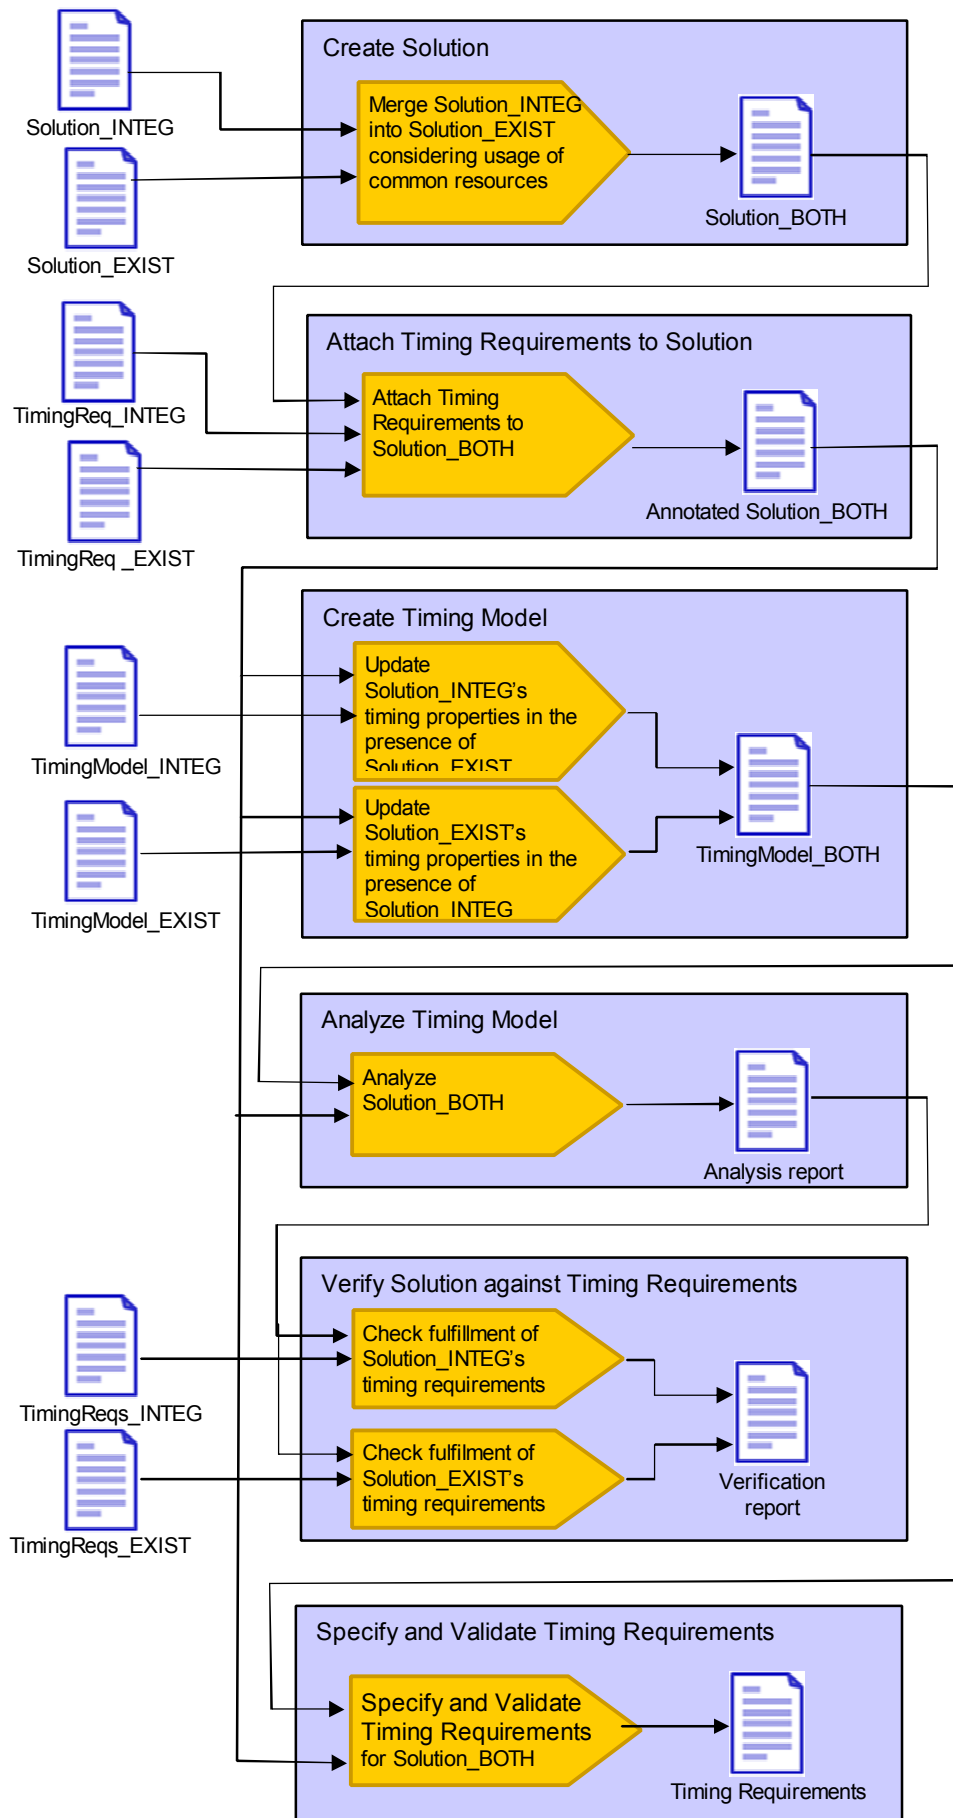 Create Solution
Merge Solution_INTEG
into Solution_EXIST
considering usage of
common resources
Solution_INTEG
Solution_BOTH
Solution_EXIST
Attach Timing Requirements to Solution
Attach Timing
Requirements to
Solution_BOTH
TimingReq_INTEG
Annotated Solution_BOTH
TimingReq _EXIST
Create Timing Model
Update
Solution_INTEG's
timing properties in the
presence of
Solution_EXIST
TimingModel_INTEG
Update
Solution_EXIST's
timing properties in the
presence of
Solution_INTEG
TimingModel_BOTH
TimingModel_EXIST
Analyze Timing Model
Analyze
Solution_BOTH
Analysis report
Verify Solution against Timing Requirements
Check fulfillment of
Solution_INTEG's
timing requirements
TimingReqs_INTEG
Check fulfilment of
Solution_EXIST's
timing requirements
Verification
report
TimingReqs_EXIST
Specify and Validate Timing Requirements
Specify and Validate
Timing Requirements
for Solution_BOTH
Timing Requirements